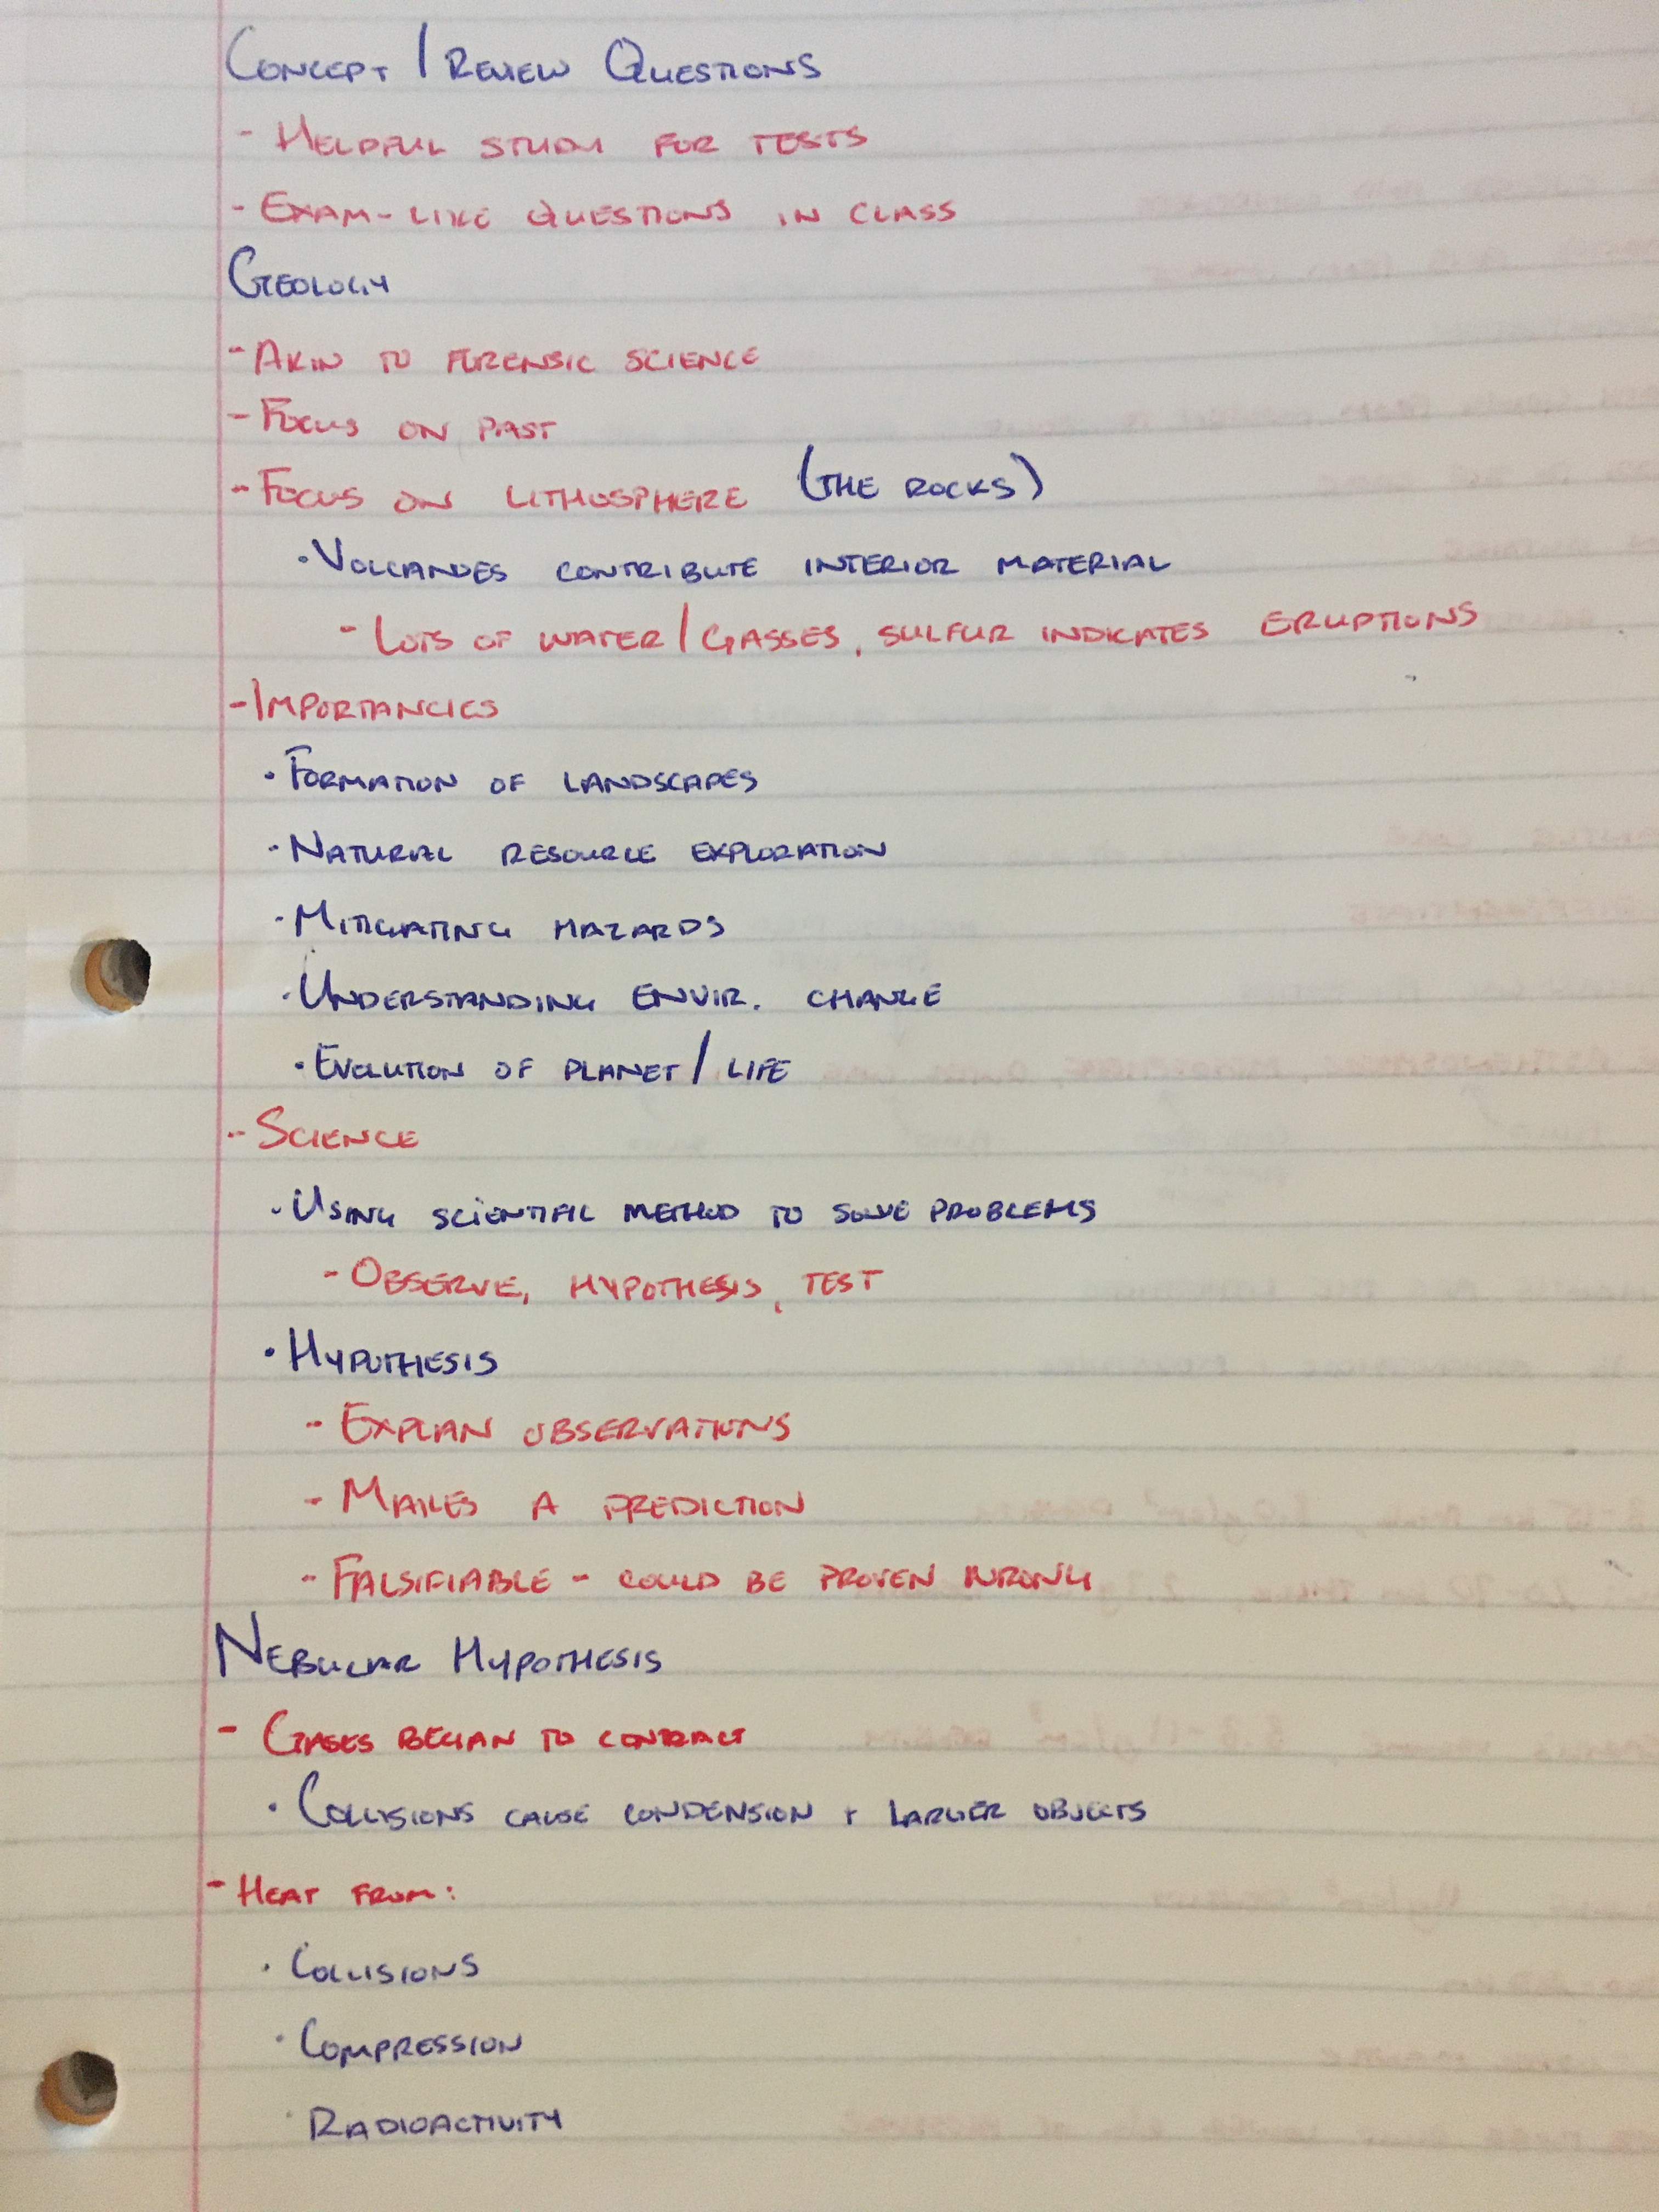 CONCEPT / REVIEW QUESTIONS
- HELPFUL STUDY FOR TESTS
- EXAM-LIKE QUESTIONS IN CLASS
GEOLOGY
- AKIN TO FORENSIC SCIENCE
- FOCUS ON PAST
- FOCUS ON LITHOSPHERE (THE ROCKS)
· VOLCANOES CONTRIBUTE INTERIOR MATERIAL
- LOTS OF WATER/GASSES, SULFUR INDICATES ERUPTIONS
- IMPORTANCIES
· FORMATION OF LANDSCAPES
· NATURAL RESOURCE EXPLORATION
· MITIGATING HAZARDS
· UNDERSTANDING ENVIR. CHANGE
· EVOLUTION OF PLANET / LIFE
- SCIENCE
· USING SCIENTIFIC METHOD TO SOLVE PROBLEMS
- OBSERVE, HYPOTHESIS, TEST
· HYPOTHESIS
- EXPLAN OBSERVATIONS
- MAKES A PREDICTION
- FALSIFIABLE - COULD BE PROVEN WRONG
NEBULAR HYPOTHESIS
- GASES BEGAN TO CONTRACT
· COLLISIONS CAUSE CONDENSION + LARGER OBJECTS
- HEAT FROM:
· COLLISIONS
· COMPRESSION
· RADIOACTIVITY